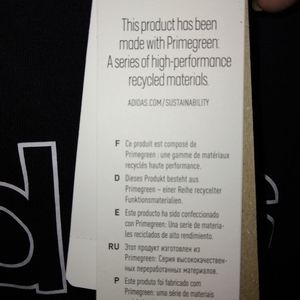 This product has been
made with Primegreen:
A series of high-performance
recycled materials.
ADIDAS.COM/SUSTAINABILITY
F Ce produit est composé de
Primegreen : une gamme de matériaux
recyclés haute performance.
D Dieses Produkt besteht aus
Primegreen – einer Reihe recycelter
Funktionsmaterialien.
E Este producto ha sido confeccionado
con Primegreen: Una serie de materia-
les reciclados de alto rendimiento.
RU Этот продукт изготовлен из
Primegreen: Серия высококачествен-
ных переработанных материалов.
P Este produto foi fabricado com
Primegreen: uma série de materiais